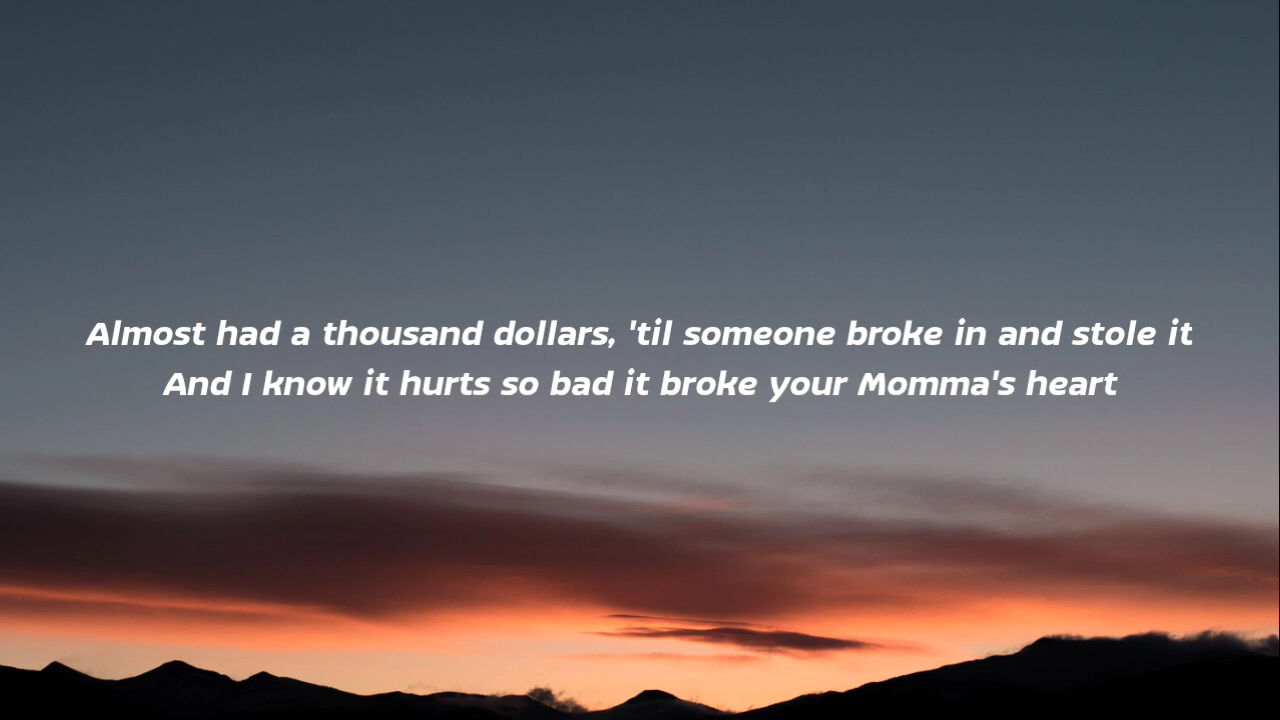 Almost had a thousand dollars, 'til someone broke in and stole it
And I know it hurts so bad it broke your Momma's heart